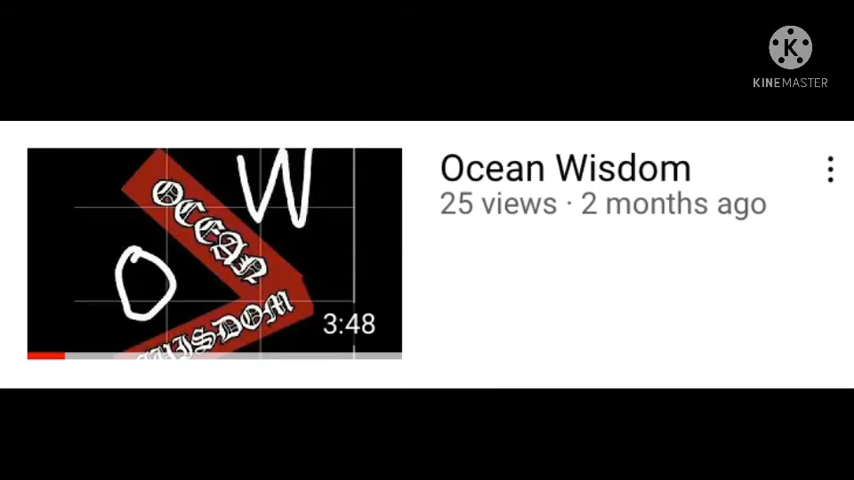 K
KINEMASTER
Ocean Wisdom
25 views · 2 months ago
W
OCEAN
O
WISDOM
3:48